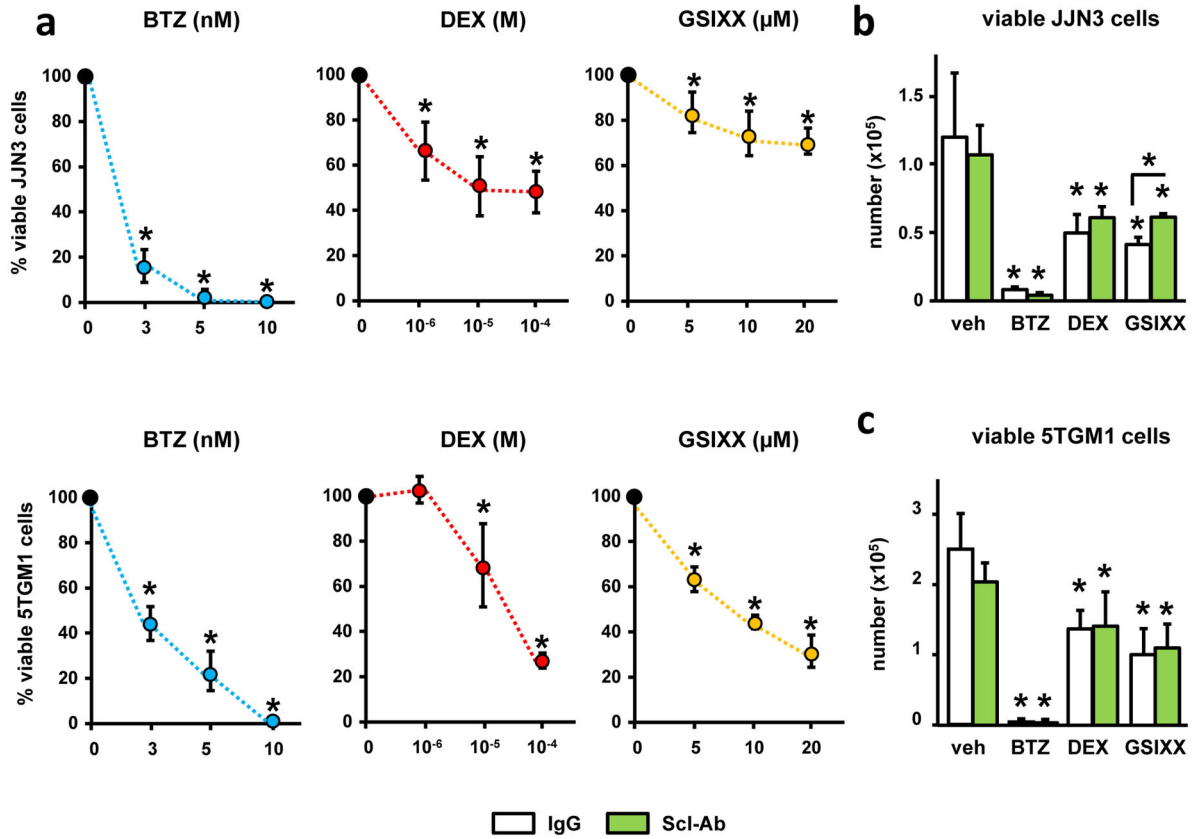 a
BTZ (nM)
% viable JJN3 cells
100
80
60
40
20
0
0 3 5 10
* * *
DEX (M)
100
80
60
40
20
0
0 10⁻⁶ 10⁻⁵ 10⁻⁴
* * *
GSIXX (µM)
100
80
60
40
20
0
0 5 10 20
* * *
b
viable JJN3 cells
number (x10⁵)
1.5
1.0
0.5
0
veh BTZ DEX GSIXX
* * * * * * *
BTZ (nM)
% viable 5TGM1 cells
100
80
60
40
20
0
0 3 5 10
* * *
DEX (M)
100
80
60
40
20
0
0 10⁻⁶ 10⁻⁵ 10⁻⁴
* *
GSIXX (µM)
100
80
60
40
20
0
0 5 10 20
* * *
c
viable 5TGM1 cells
number (x10⁵)
3
2
1
0
veh BTZ DEX GSIXX
* * * * * *
IgG Scl-Ab